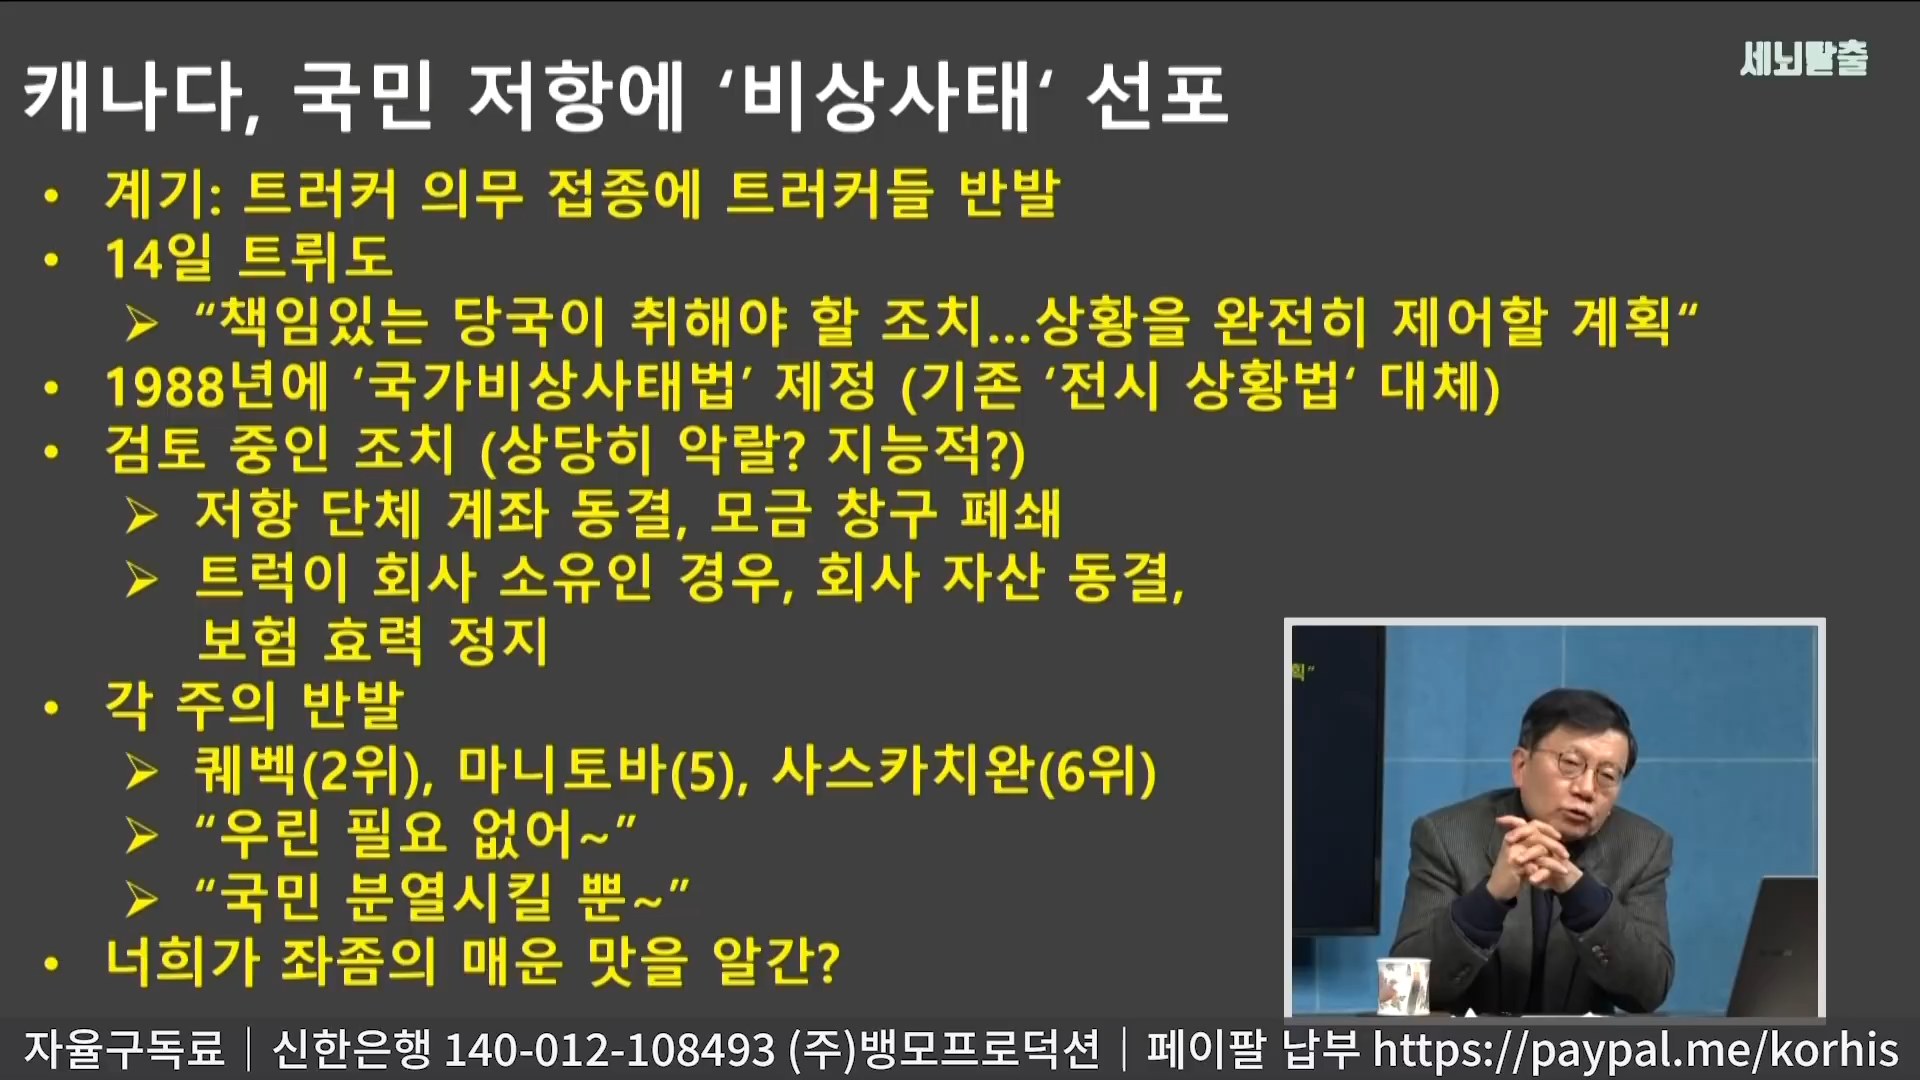 캐나다, 국민 저항에 ‘비상사태‘ 선포
세뇌탈출
• 계기: 트러커 의무 접종에 트러커들 반발
• 14일 트뤼도
➢ “책임있는 당국이 취해야 할 조치...상황을 완전히 제어할 계획“
• 1988년에 ‘국가비상사태법’ 제정 (기존 ‘전시 상황법‘ 대체)
• 검토 중인 조치 (상당히 악랄? 지능적?)
➢ 저항 단체 계좌 동결, 모금 창구 폐쇄
➢ 트럭이 회사 소유인 경우, 회사 자산 동결,
보험 효력 정지
• 각 주의 반발
➢ 퀘벡(2위), 마니토바(5), 사스카치완(6위)
➢ “우린 필요 없어~”
➢ “국민 분열시킬 뿐~”
• 너희가 좌좀의 매운 맛을 알간?
획“
자율구독료｜신한은행 140-012-108493 (주)뱅모프로덕션｜페이팔 납부 https://paypal.me/korhis